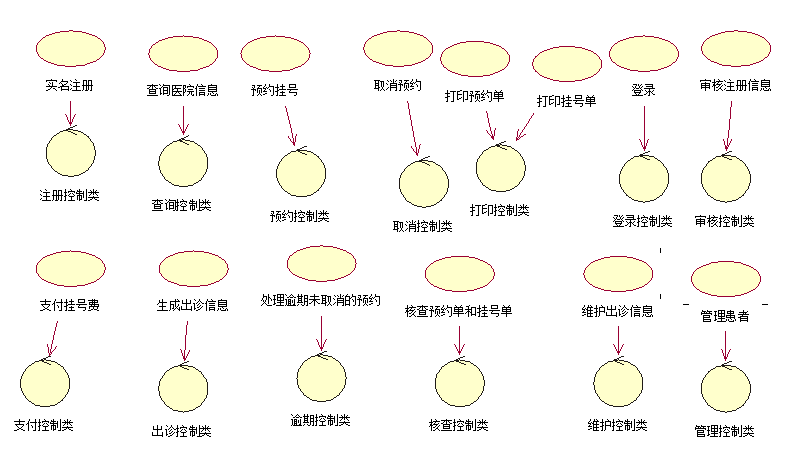 实名注册
查询医院信息
预约挂号
取消预约
打印预约单
打印挂号单
登录
审核注册信息
注册控制类
查询控制类
预约控制类
取消控制类
打印控制类
登录控制类
审核控制类
支付挂号费
生成出诊信息
处理逾期未取消的预约
核查预约单和挂号单
维护出诊信息
管理患者
支付控制类
出诊控制类
逾期控制类
核查控制类
维护控制类
管理控制类